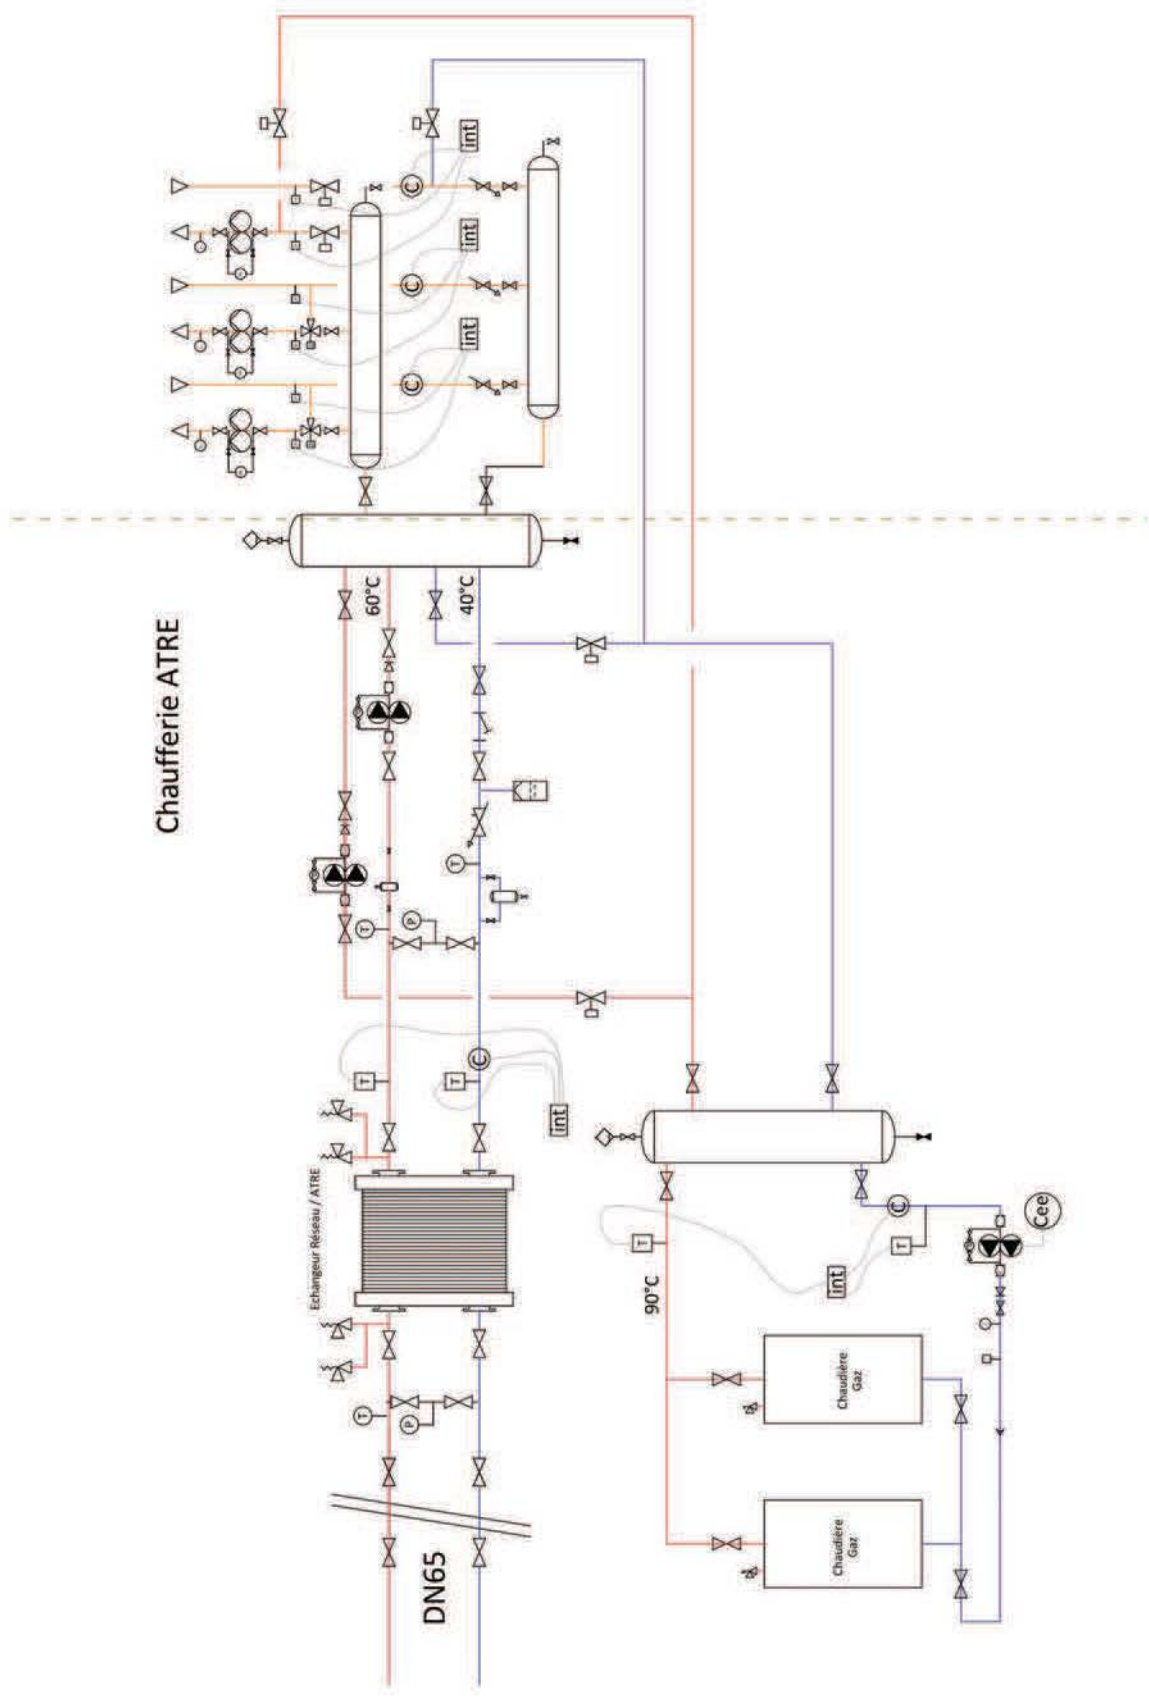 Chaufferie ATRE
int
int
int
C
C
C
60°C
40°C
T
T
P
T
T
C
int
Echangeur Réseau / ATRE
T
P
DN65
T
90°C
int
T
C
Cee
Chaudière
Gaz
Chaudière
Gaz